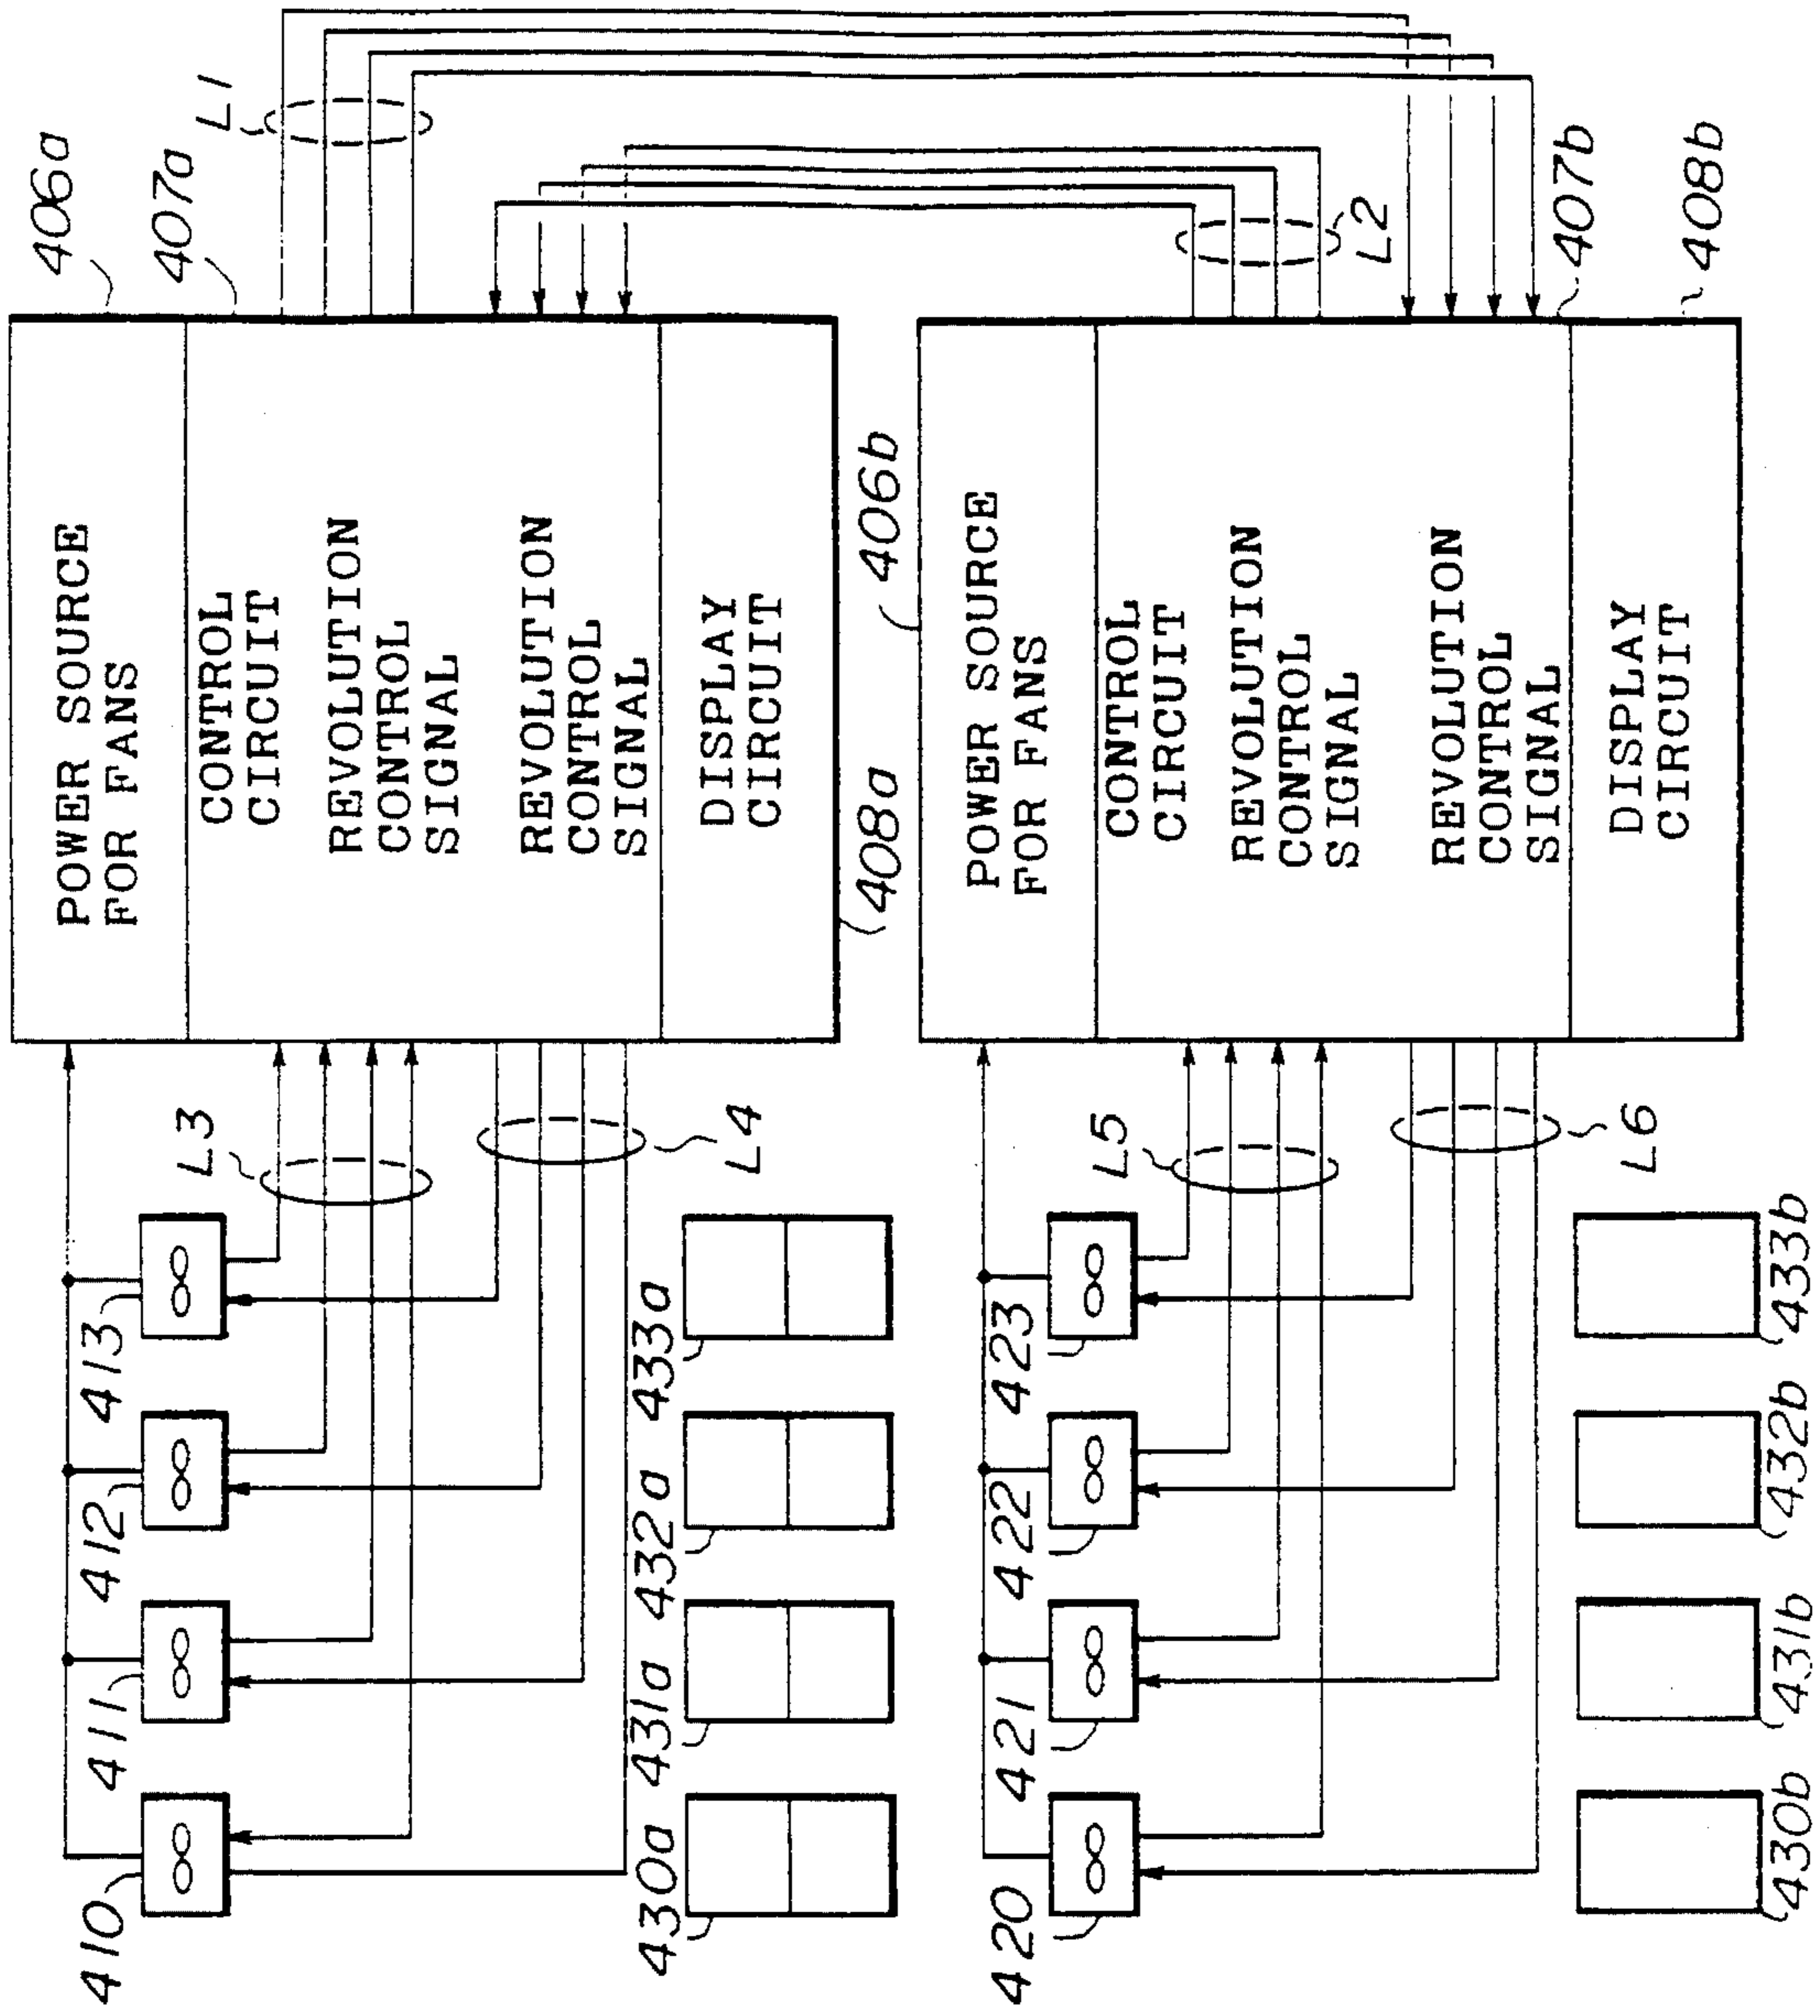 406a
407a
L1
POWER SOURCE
FOR FANS
CONTROL
CIRCUIT
REVOLUTION
CONTROL
SIGNAL
REVOLUTION
CONTROL
SIGNAL
DISPLAY
CIRCUIT
408a
L2
406b
POWER SOURCE
FOR FANS
CONTROL
CIRCUIT
REVOLUTION
CONTROL
SIGNAL
REVOLUTION
CONTROL
SIGNAL
DISPLAY
CIRCUIT
407b
408b
L3
L4
410
411
412
413
430a
431a
432a
433a
L5
L6
420
421
422
423
430b
431b
432b
433b